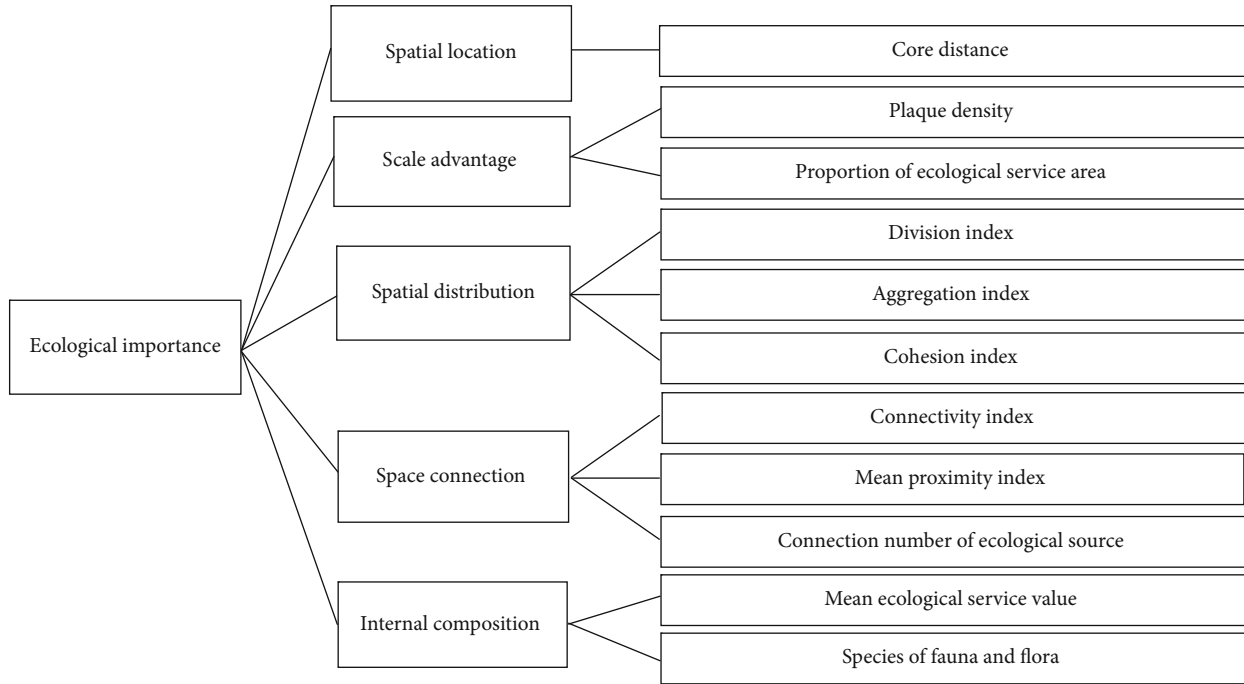 Ecological importance
Spatial location
Core distance
Scale advantage
Plaque density
Proportion of ecological service area
Spatial distribution
Division index
Aggregation index
Cohesion index
Space connection
Connectivity index
Mean proximity index
Connection number of ecological source
Internal composition
Mean ecological service value
Species of fauna and flora